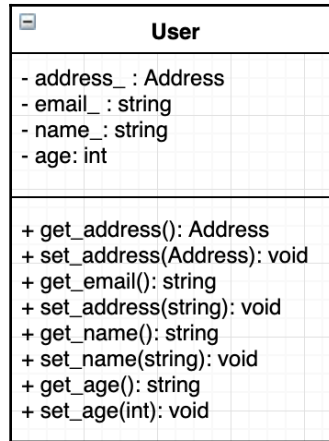 User
- address_ : Address
- email_ : string
- name_: string
- age: int
+ get_address(): Address
+ set_address(Address): void
+ get_email(): string
+ set_address(string): void
+ get_name(): string
+ set_name(string): void
+ get_age(): string
+ set_age(int): void